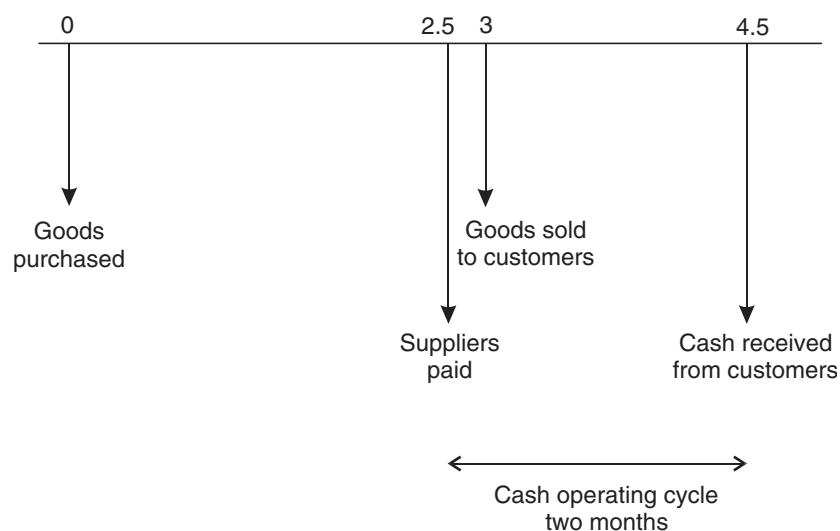 0 2.5 3 4.5
Goods
purchased
Goods sold
to customers
Suppliers
paid
Cash received
from customers
Cash operating cycle
two months